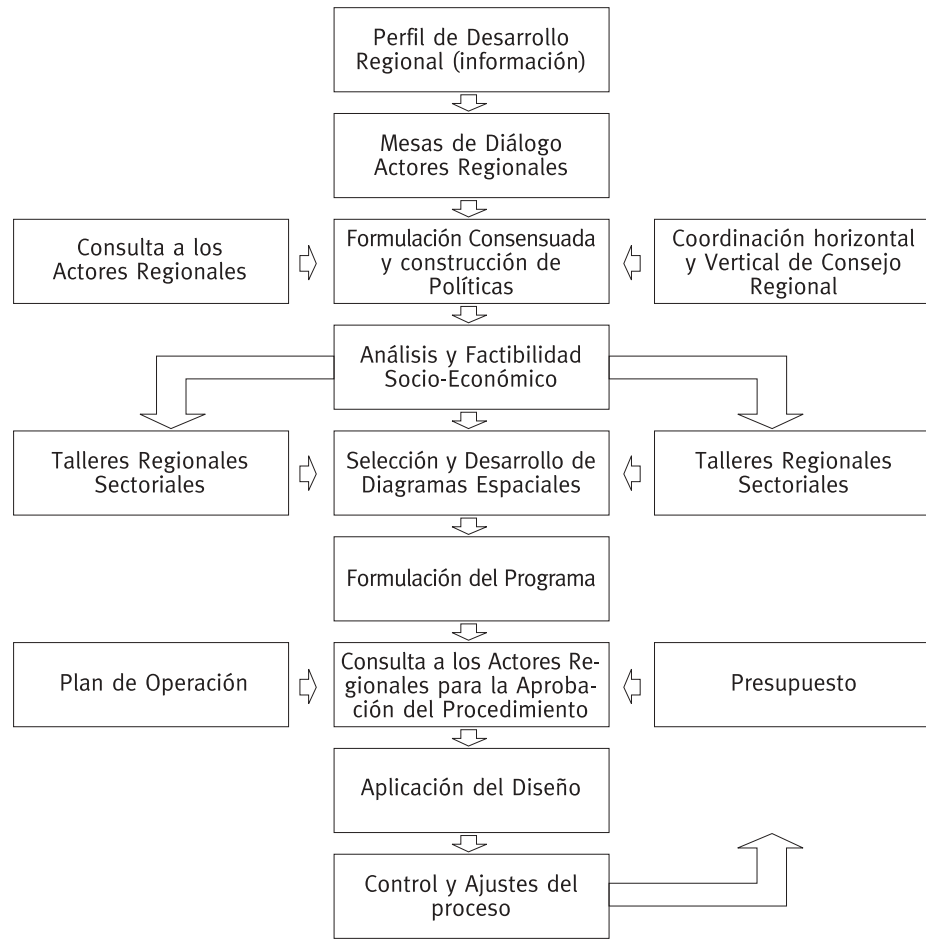 Perfil de Desarrollo
Regional (información)
Mesas de Diálogo
Actores Regionales
Consulta a los
Actores Regionales
Formulación Consensuada
y construcción de
Políticas
Coordinación horizontal
y Vertical de Consejo
Regional
Análisis y Factibilidad
Socio-Económico
Talleres Regionales
Sectoriales
Selección y Desarrollo de
Diagramas Espaciales
Talleres Regionales
Sectoriales
Formulación del Programa
Plan de Operación
Consulta a los Actores Re-
gionales para la Aproba-
ción del Procedimiento
Presupuesto
Aplicación del Diseño
Control y Ajustes del
proceso